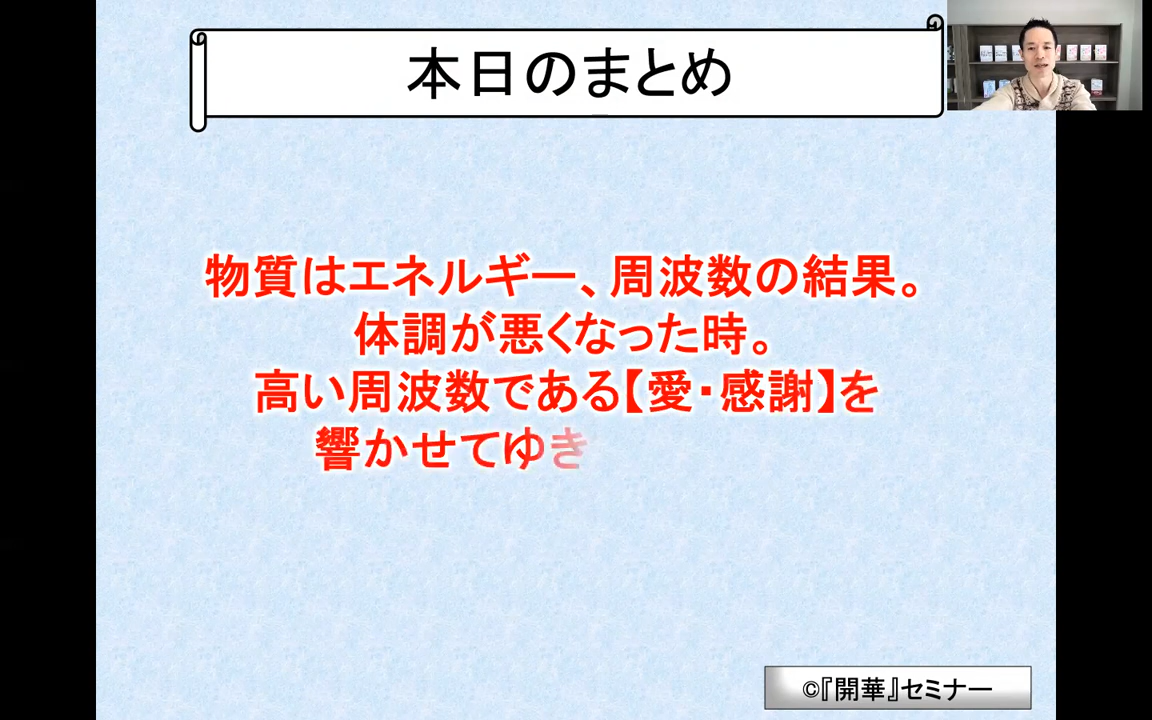 本日のまとめ
物質はエネルギー、周波数の結果。
体調が悪くなった時。
高い周波数である【愛・感謝】を
響かせてゆき
©『開華』セミナー